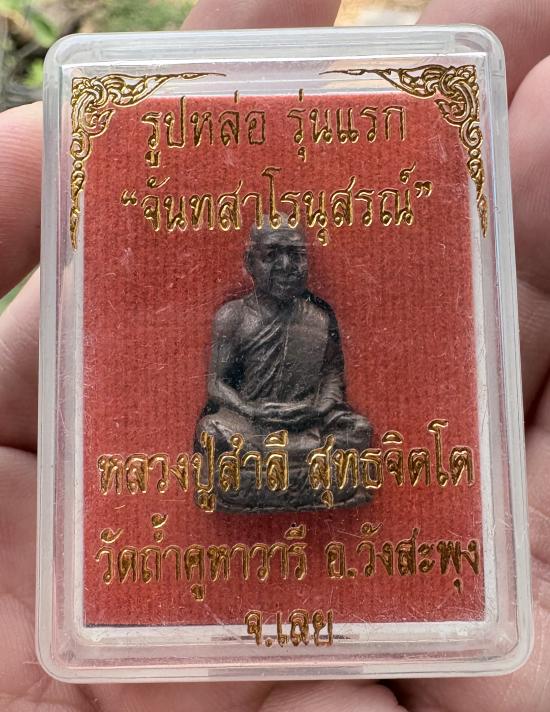 รูปหล่อ รุ่นแรก
“จันทสาโรนุสรณ์”
หลวงปู่สำลี สุทธจิตโต
วัดถ้ำคูหาวารี อ.วังสะพุง
จ.เลย